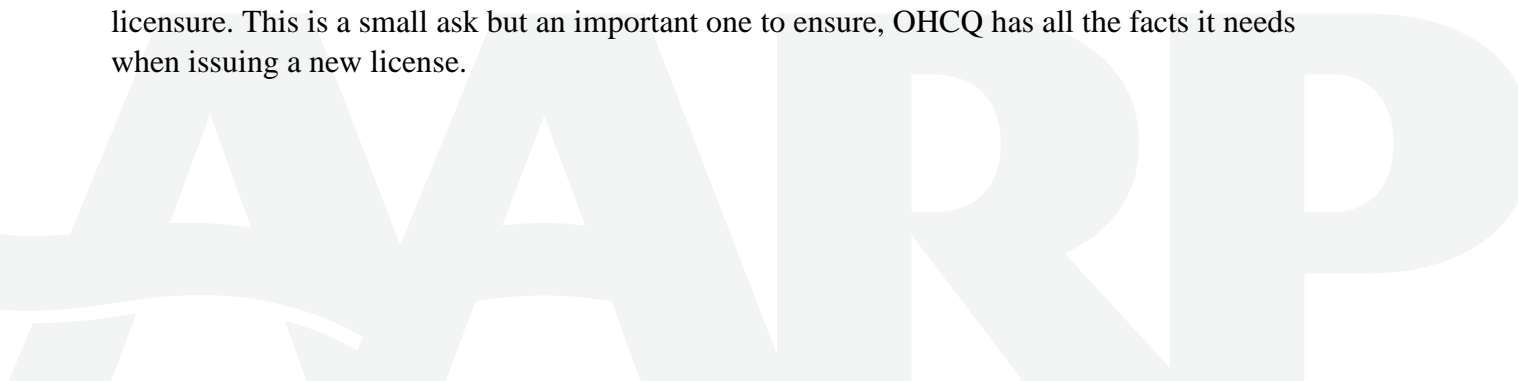 licensure. This is a small ask but an important one to ensure, OHCQ has all the facts it needs
when issuing a new license.
AARP